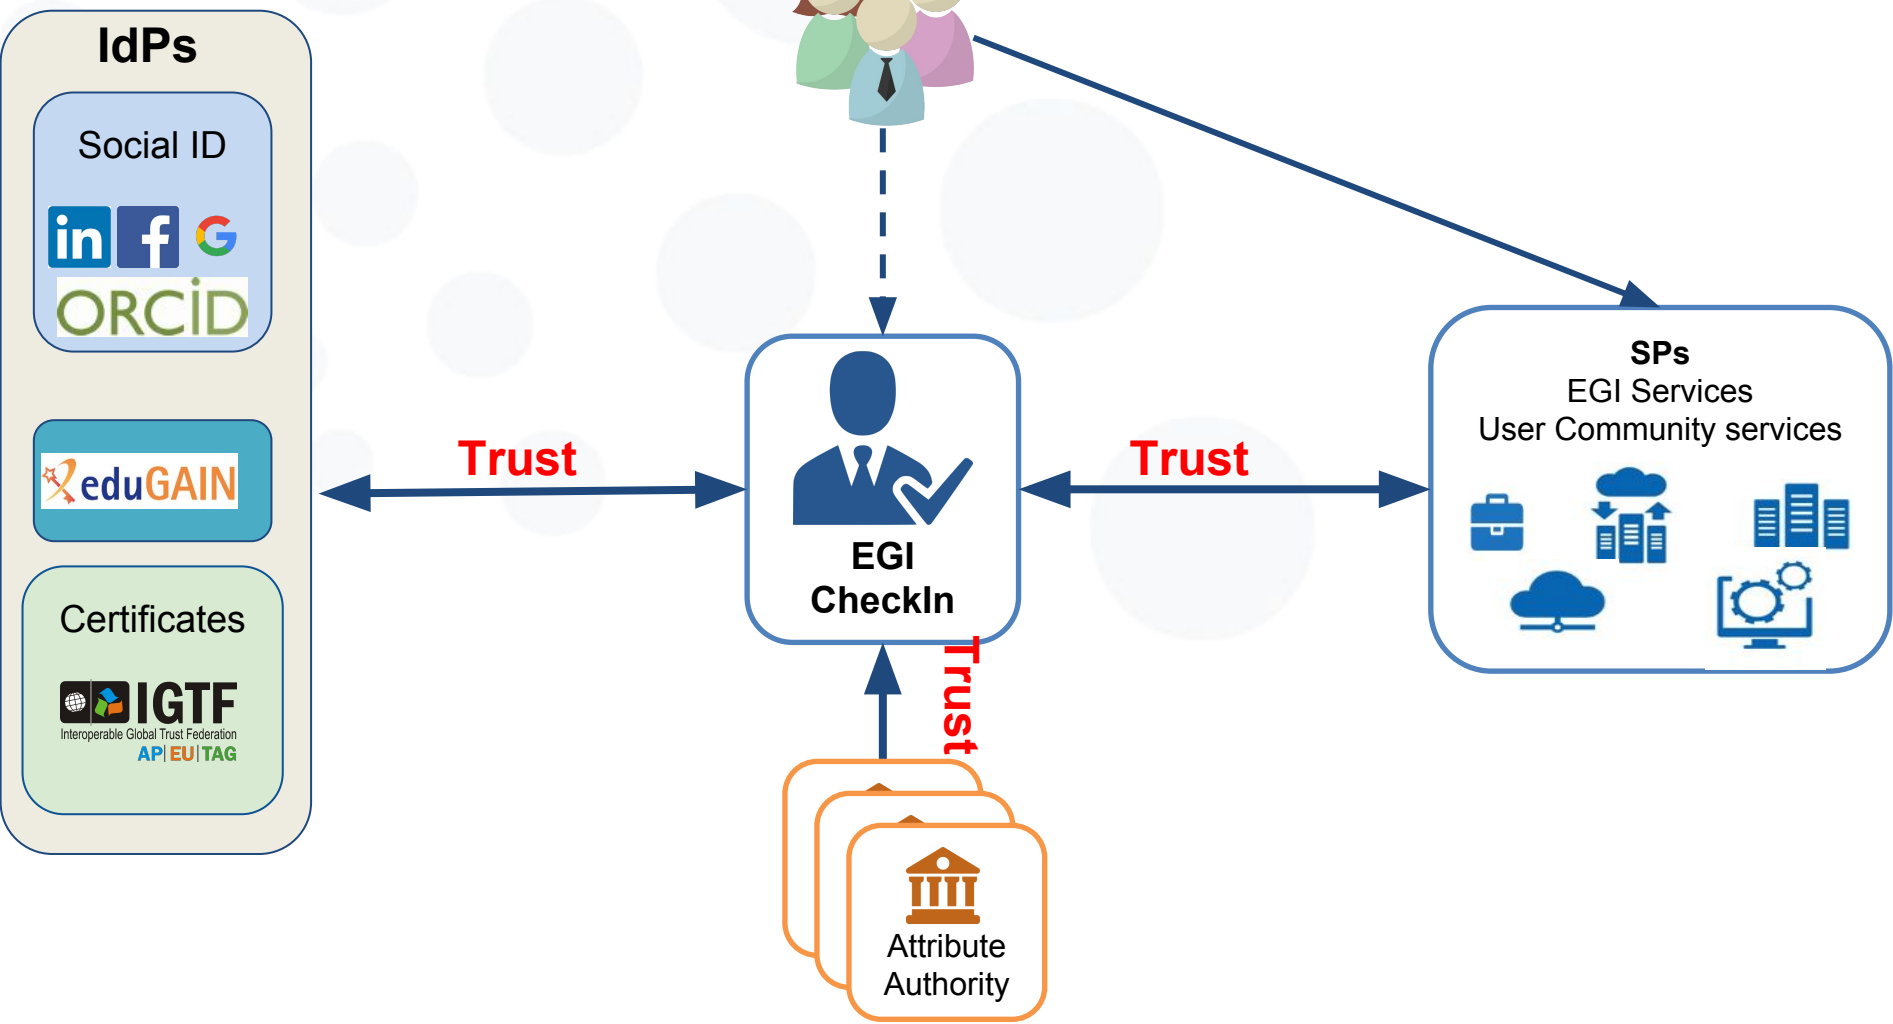 IdPs
Social ID
in f G
ORCiD
eduGAIN
Certificates
IGTF
Interoperable Global Trust Federation
AP|EU|TAG
Trust
EGI
CheckIn
Trust
Trust
Attribute
Authority
SPs
EGI Services
User Community services